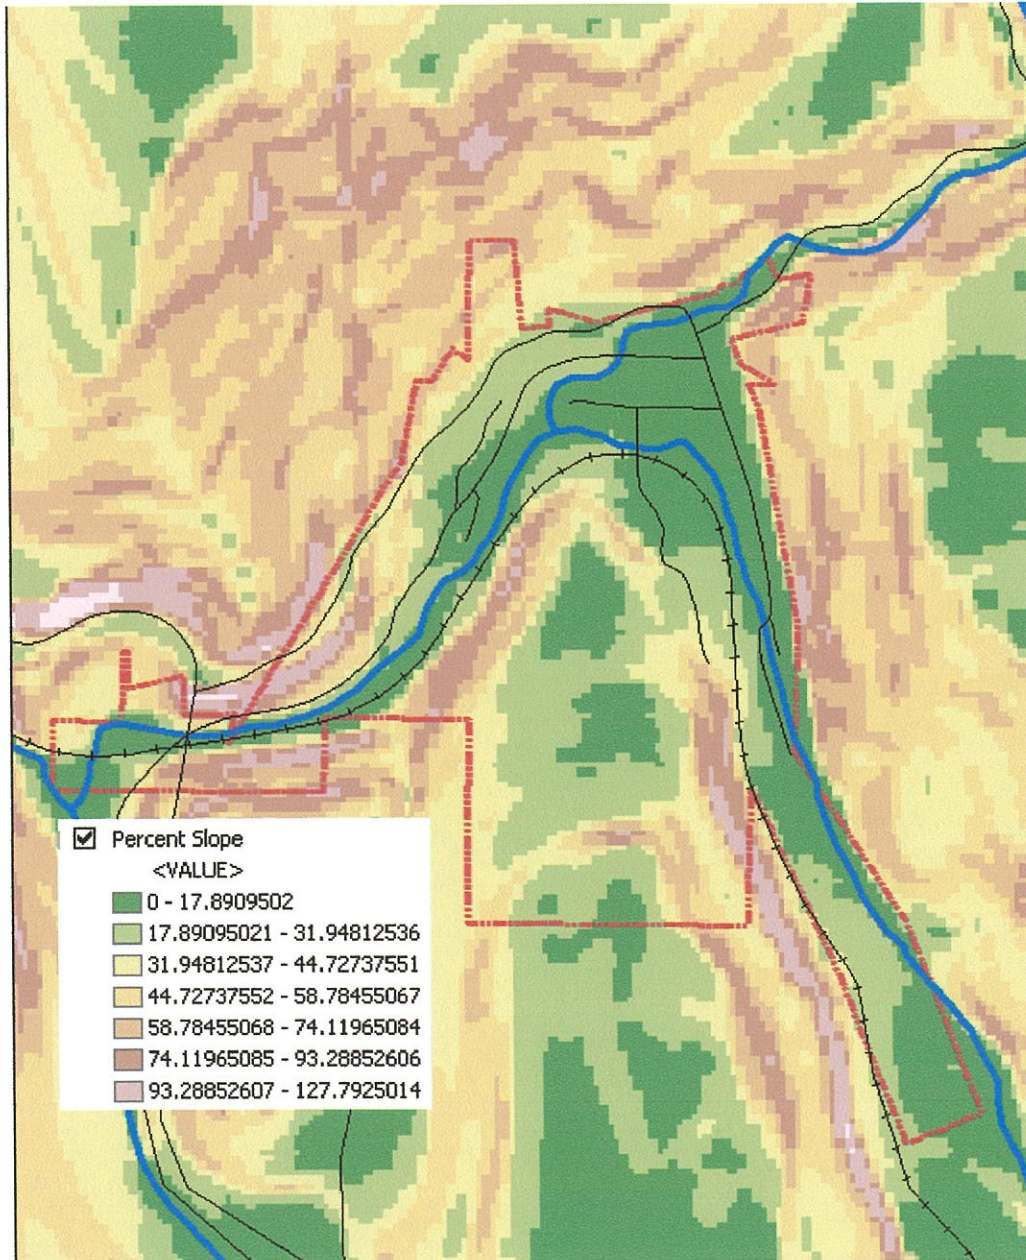 Percent Slope
<VALUE>
0 - 17.8909502
17.89095021 - 31.94812536
31.94812537 - 44.72737551
44.72737552 - 58.78455067
58.78455068 - 74.11965084
74.11965085 - 93.28852606
93.28852607 - 127.7925014